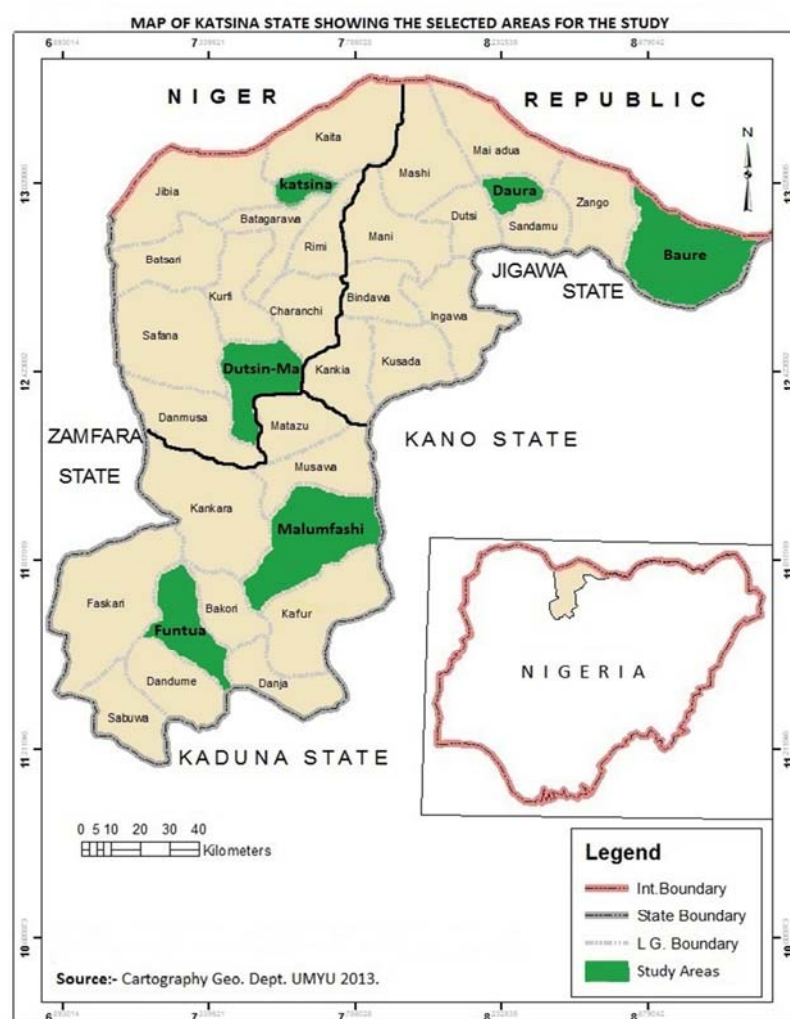 MAP OF KATSINA STATE SHOWING THE SELECTED AREAS FOR THE STUDY
NIGER REPUBLIC
Kaita
Mai adua
Mashi
Jibia
katsina
Daura
Zango
Batagarawa
Dutsi
Sandamu
Rimi
Mani
Baure
Batsari
JIGAWA
STATE
Kurfi
Bindawa
Charanchi
Ingawa
Safana
Kusada
Dutsin-Ma
Kankia
Danmusa
Matazu
ZAMFARA
STATE
KANO STATE
Musawa
Kankara
Malumfashi
Faskari
Bakori
Kafur
Funtua
Dandume
Danja
Sabuwa
KADUNA STATE
NIGERIA
N
0 5 10 20 30 40
Kilometers
Legend
Int.Boundary
State Boundary
L G. Boundary
Study Areas
Source:- Cartography Geo. Dept. UMYU 2013.